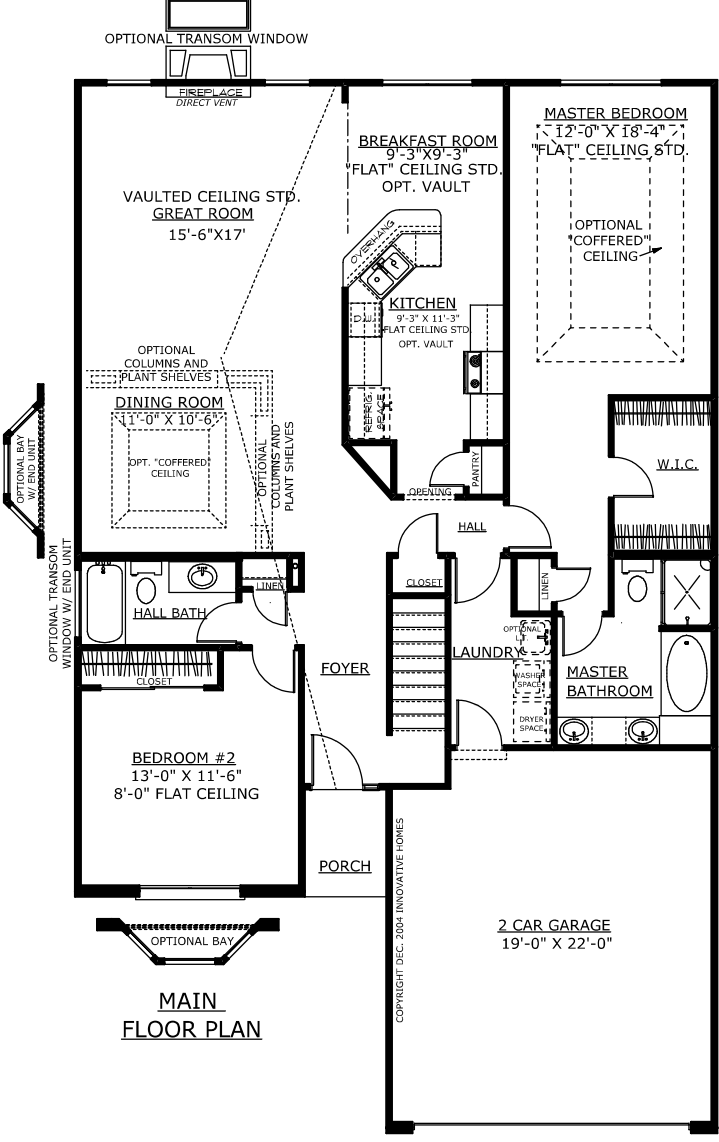 OPTIONAL TRANSOM WINDOW
FIREPLACE
DIRECT VENT
MASTER BEDROOM
12'-0" X 18'-4"
"FLAT" CEILING STD.
BREAKFAST ROOM
9'-3"X9'-3"
"FLAT" CEILING STD.
OPT. VAULT
VAULTED CEILING STD.
GREAT ROOM
15'-6"X17'
OPTIONAL
"COFFERED"
CEILING
OVERHANG
KITCHEN
9'-3" X 11'-3"
FLAT CEILING STD.
OPT. VAULT
D.W.
OPTIONAL
COLUMNS AND
PLANT SHELVES
DINING ROOM
11'-0" X 10'-6"
OPT. "COFFERED"
CEILING
OPTIONAL
COLUMNS AND
PLANT SHELVES
REFRIG.
SPACE
PANTRY
W.I.C.
OPTIONAL BAY
W/ END UNIT
OPENING
HALL
OPTIONAL TRANSOM
WINDOW W/ END UNIT
LINEN
CLOSET
LINEN
HALL BATH
OPTIONAL
L.T.
LAUNDRY
FOYER
WASHER
SPACE
MASTER
BATHROOM
CLOSET
DRYER
SPACE
BEDROOM #2
13'-0" X 11'-6"
8'-0" FLAT CEILING
PORCH
COPYRIGHT DEC. 2004 INNOVATIVE HOMES
2 CAR GARAGE
19'-0" X 22'-0"
OPTIONAL BAY
MAIN
FLOOR PLAN